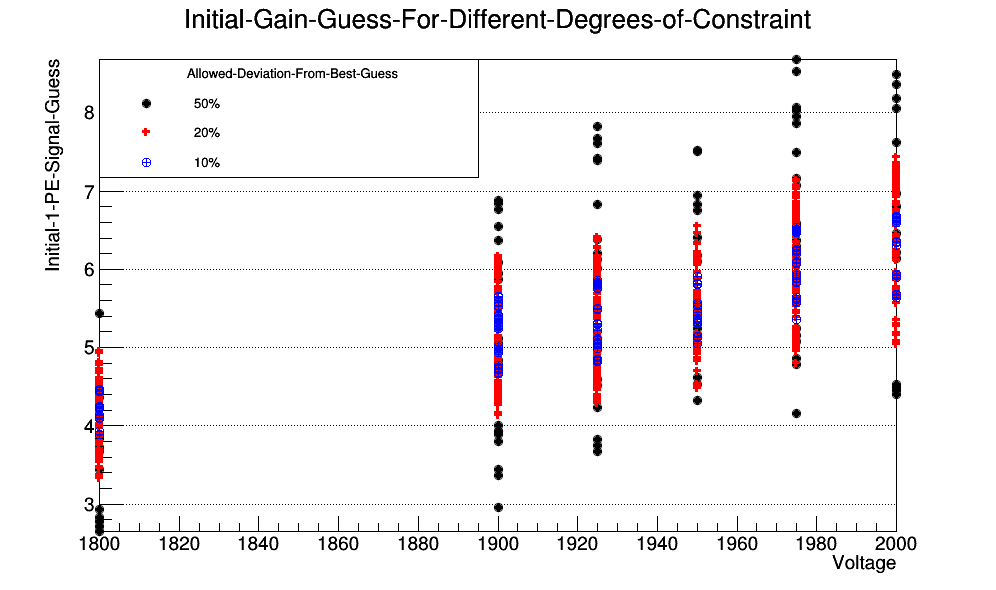 Initial-Gain-Guess-For-Different-Degrees-of-Constraint
Initial-1-PE-Signal-Guess
Allowed-Deviation-From-Best-Guess
50%
20%
10%
8
7
6
5
4
3
1800 1820 1840 1860 1880 1900 1920 1940 1960 1980 2000
Voltage